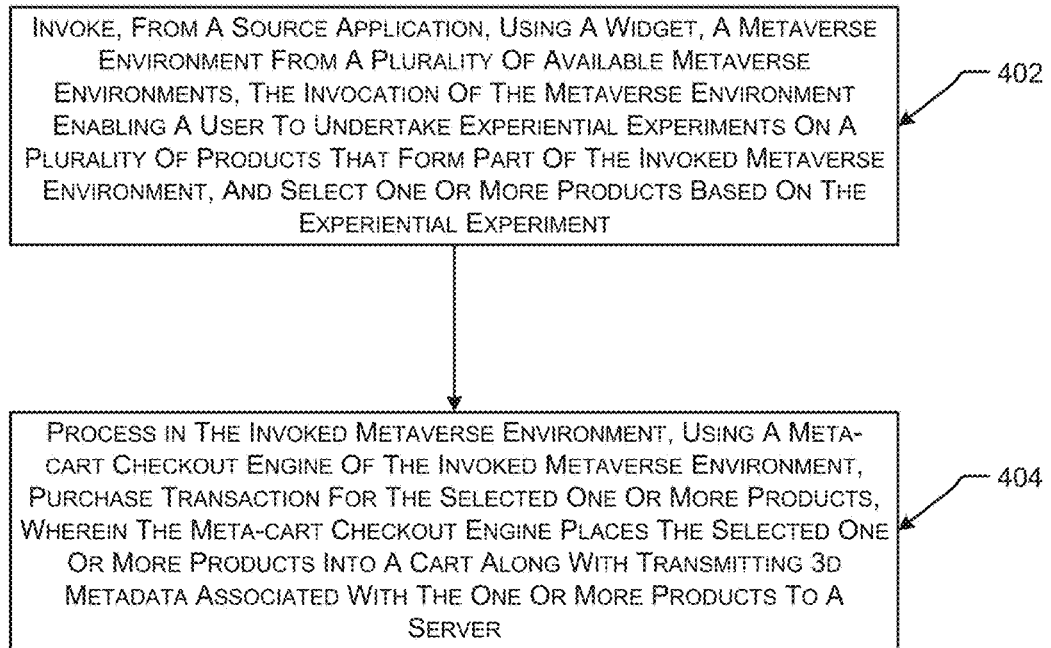 INVOKE, FROM A SOURCE APPLICATION, USING A WIDGET, A METAVERSE
ENVIRONMENT FROM A PLURALITY OF AVAILABLE METAVERSE
ENVIRONMENTS, THE INVOCATION OF THE METAVERSE ENVIRONMENT
ENABLING A USER TO UNDERTAKE EXPERIENTIAL EXPERIMENTS ON A
PLURALITY OF PRODUCTS THAT FORM PART OF THE INVOKED METAVERSE
ENVIRONMENT, AND SELECT ONE OR MORE PRODUCTS BASED ON THE
EXPERIENTIAL EXPERIMENT
402
PROCESS IN THE INVOKED METAVERSE ENVIRONMENT, USING A META-
CART CHECKOUT ENGINE OF THE INVOKED METAVERSE ENVIRONMENT,
PURCHASE TRANSACTION FOR THE SELECTED ONE OR MORE PRODUCTS,
WHEREIN THE META-CART CHECKOUT ENGINE PLACES THE SELECTED ONE
OR MORE PRODUCTS INTO A CART ALONG WITH TRANSMITTING 3D
METADATA ASSOCIATED WITH THE ONE OR MORE PRODUCTS TO A
SERVER
404